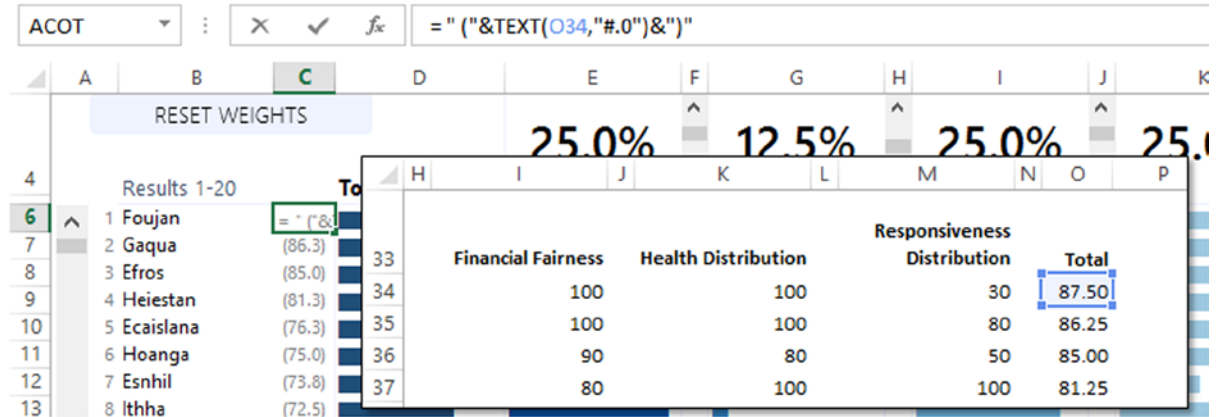 ACOT fx =" ("&TEXT(O34,"#.0")&")"
A B C D E F G H I J K
RESET WEIGHTS
25.0% 12.5% 25.0% 25.
4 Results 1-20 To
6 1 Foujan = " ("&
7 2 Gaqua (86.3)
8 3 Efros (85.0)
9 4 Heiestan (81.3)
10 5 Ecaislana (76.3)
11 6 Hoanga (75.0)
12 7 Esnhil (73.8)
13 8 Ithha (72.5)
H I J K L M N O P
33 Financial Fairness Health Distribution Responsiveness
Distribution Total
34 100 100 30 87.50
35 100 100 80 86.25
36 90 80 50 85.00
37 80 100 100 81.25